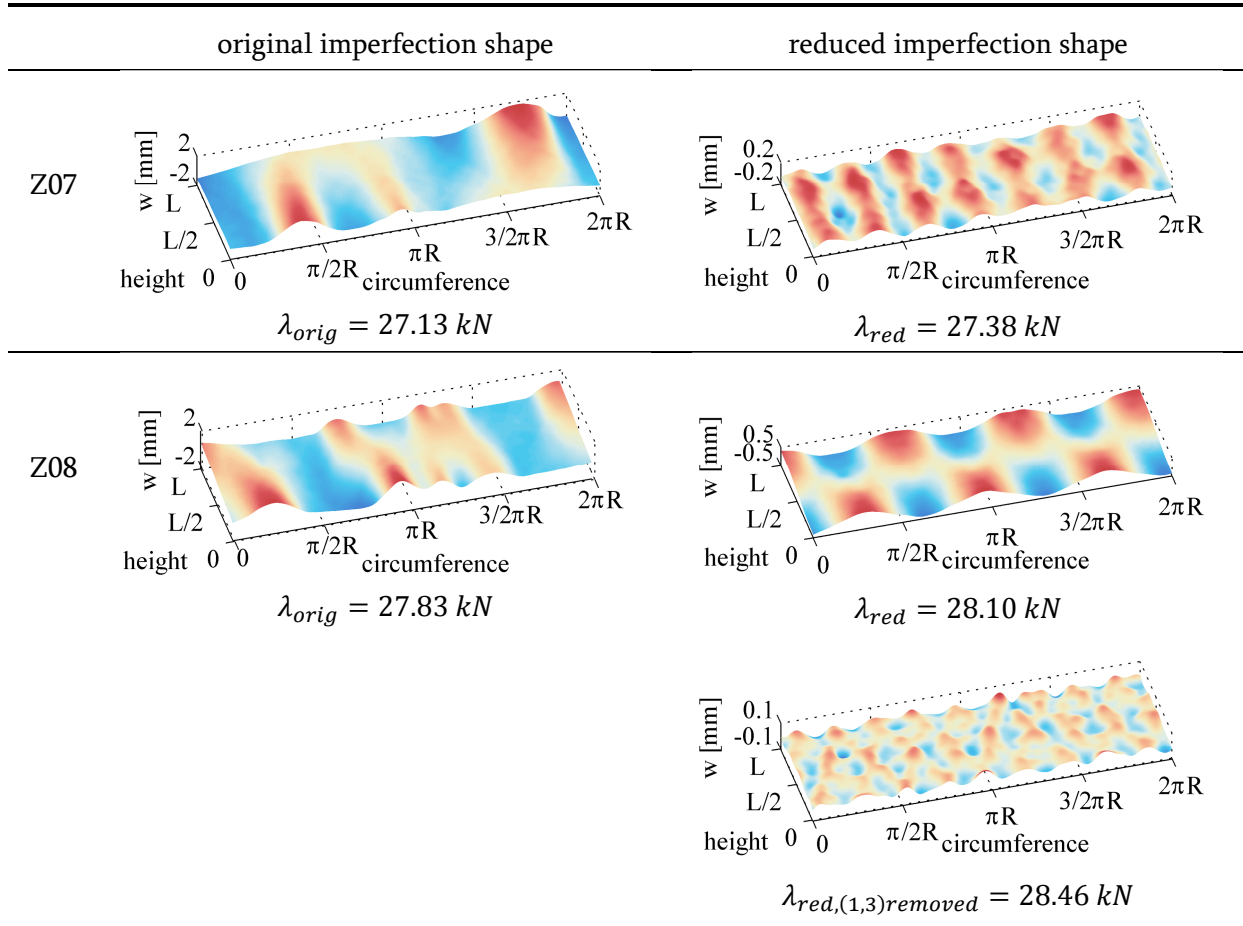 original imperfection shape
reduced imperfection shape
Z07
w [mm]
2
-2
L
L/2
height
0
0
π/2R
πR
3/2πR
2πR
circumference
λorig = 27.13 kN
w [mm]
0.2
-0.2
L
L/2
height
0
0
π/2R
πR
3/2πR
2πR
circumference
λred = 27.38 kN
Z08
w [mm]
2
-2
L
L/2
height
0
0
π/2R
πR
3/2πR
2πR
circumference
λorig = 27.83 kN
w [mm]
0.5
-0.5
L
L/2
height
0
0
π/2R
πR
3/2πR
2πR
circumference
λred = 28.10 kN
w [mm]
0.1
-0.1
L
L/2
height
0
0
π/2R
πR
3/2πR
2πR
circumference
λred,(1,3)removed = 28.46 kN